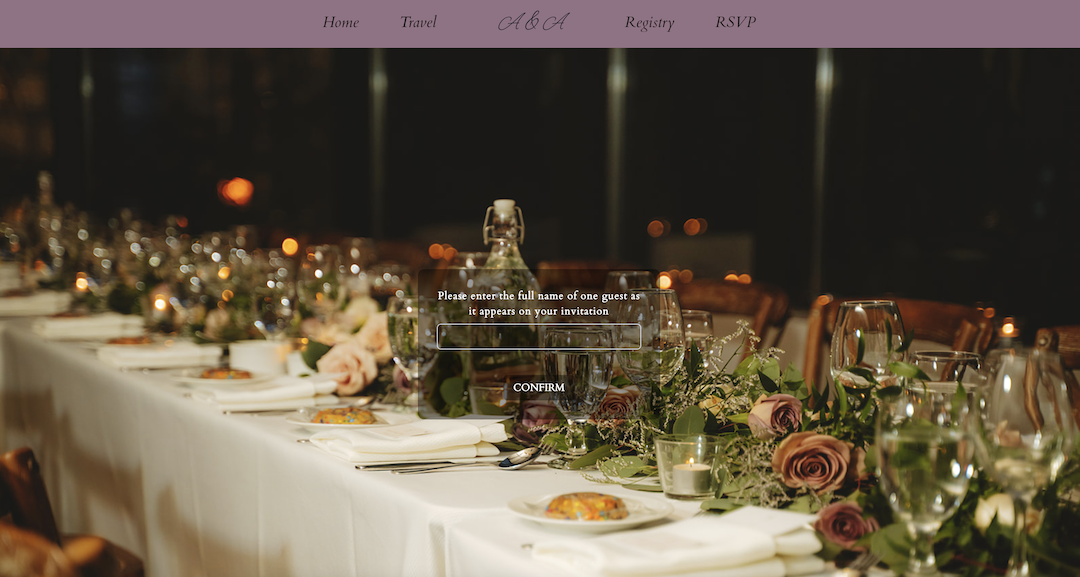 Home Travel A & A Registry RSVP
Please enter the full name of one guest as
it appears on your invitation
CONFIRM